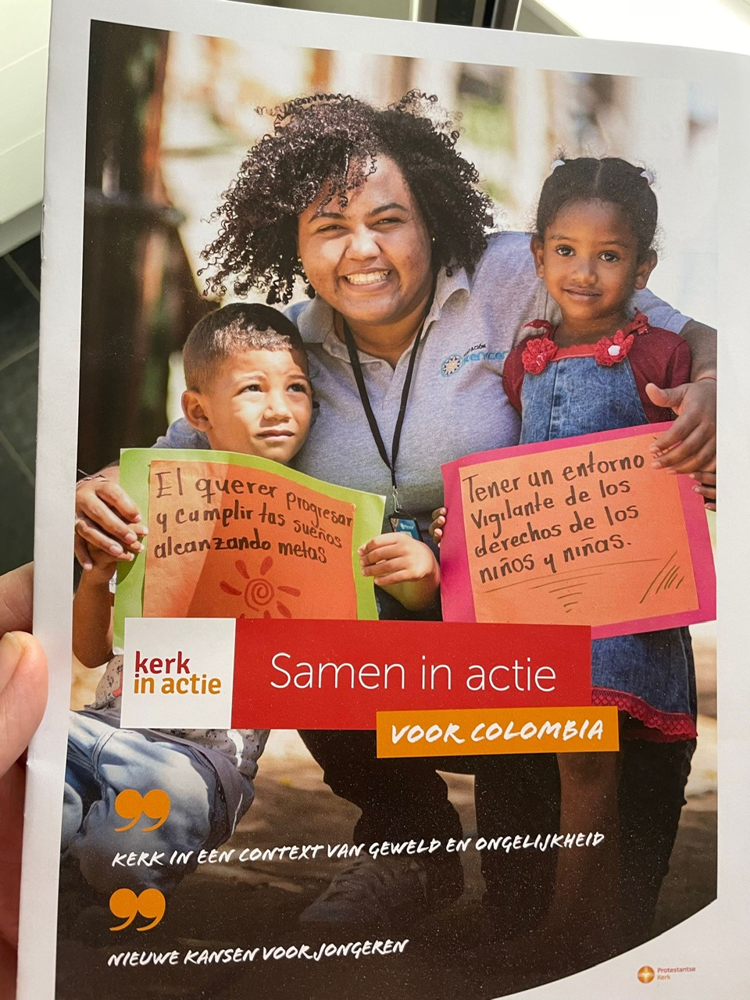 FUNDACIÓN
El querer progresar
y cumplir tos sueños
alcanzando metas
Tener un entorno
vigilante de los
derechos de los
niños y niñas.
kerk
in actie
Samen in actie
VOOR COLOMBIA
KERK IN EEN CONTEXT VAN GEWELD EN ONGELIJKHEID
NIEUWE KANSEN VOOR JONGEREN
Protestantse
Kerk